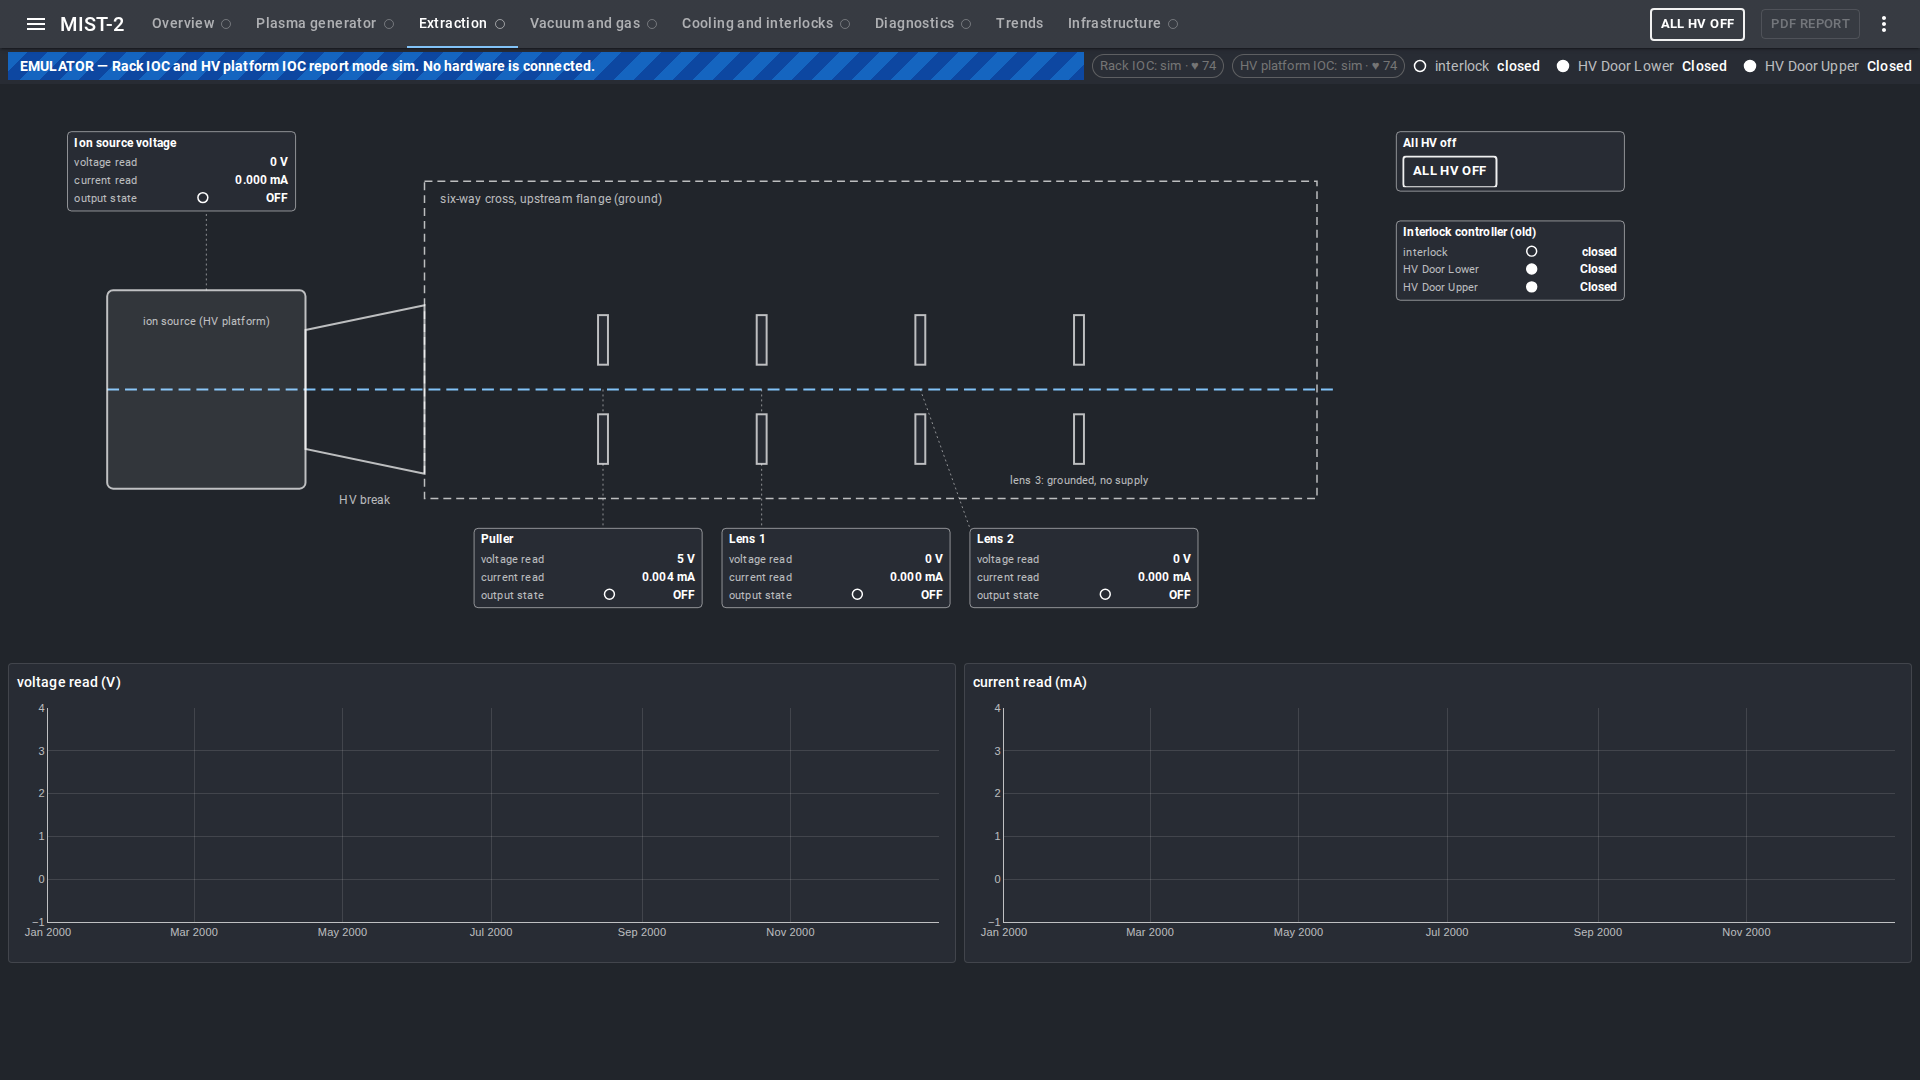 MIST-2
Overview
Plasma generator
Extraction
Vacuum and gas
Cooling and interlocks
Diagnostics
Trends
Infrastructure
ALL HV OFF
PDF REPORT
EMULATOR — Rack IOC and HV platform IOC report mode sim. No hardware is connected.
Rack IOC: sim · ♥ 74
HV platform IOC: sim · ♥ 74
interlock closed
HV Door Lower Closed
HV Door Upper Closed
Ion source voltage
voltage read 0 V
current read 0.000 mA
output state OFF
six-way cross, upstream flange (ground)
ion source (HV platform)
HV break
lens 3: grounded, no supply
All HV off
ALL HV OFF
Interlock controller (old)
interlock closed
HV Door Lower Closed
HV Door Upper Closed
Puller
voltage read 5 V
current read 0.004 mA
output state OFF
Lens 1
voltage read 0 V
current read 0.000 mA
output state OFF
Lens 2
voltage read 0 V
current read 0.000 mA
output state OFF
voltage read (V)
4
3
2
1
0
−1
Jan 2000 Mar 2000 May 2000 Jul 2000 Sep 2000 Nov 2000
current read (mA)
4
3
2
1
0
−1
Jan 2000 Mar 2000 May 2000 Jul 2000 Sep 2000 Nov 2000